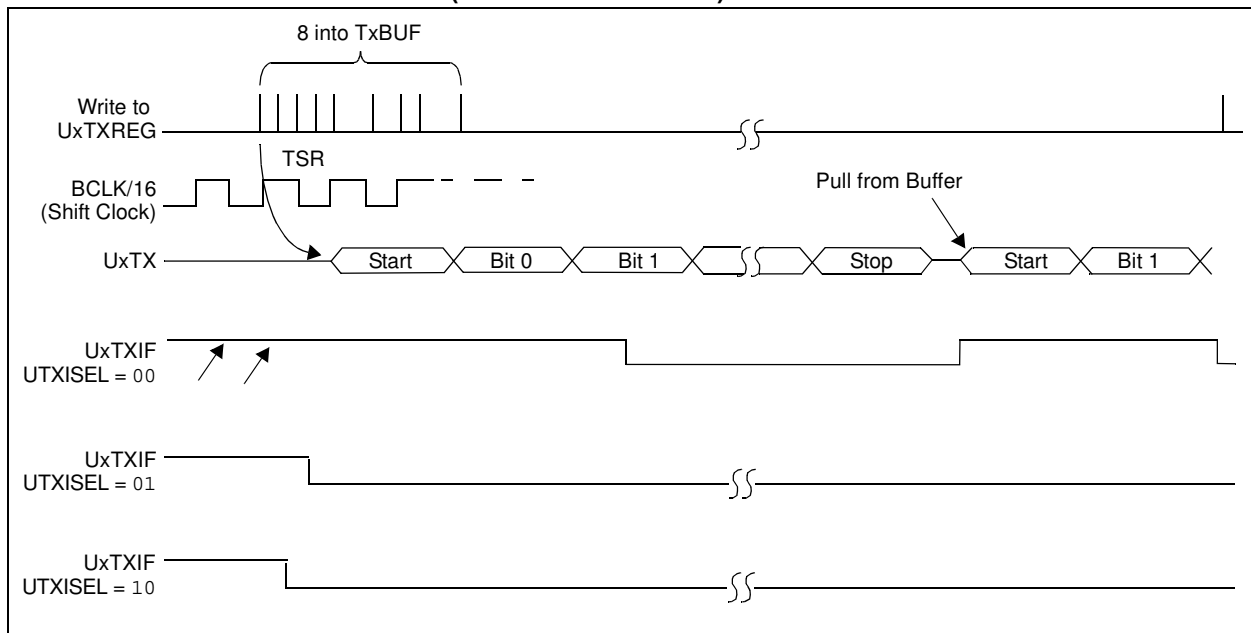 8 into TxBUF
Write to
UxTXREG
TSR
BCLK/16
(Shift Clock)
Pull from Buffer
UxTX
Start
Bit 0
Bit 1
Stop
Start
Bit 1
UxTXIF
UTXISEL = 00
UxTXIF
UTXISEL = 01
UxTXIF
UTXISEL = 10